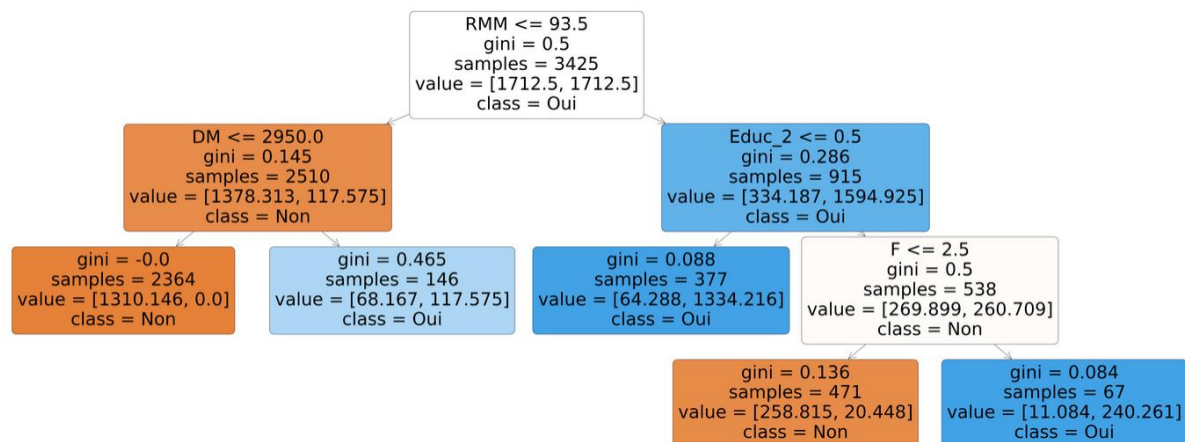 RMM <= 93.5
gini = 0.5
samples = 3425
value = [1712.5, 1712.5]
class = Oui
DM <= 2950.0
gini = 0.145
samples = 2510
value = [1378.313, 117.575]
class = Non
Educ_2 <= 0.5
gini = 0.286
samples = 915
value = [334.187, 1594.925]
class = Oui
gini = -0.0
samples = 2364
value = [1310.146, 0.0]
class = Non
gini = 0.465
samples = 146
value = [68.167, 117.575]
class = Oui
gini = 0.088
samples = 377
value = [64.288, 1334.216]
class = Oui
F <= 2.5
gini = 0.5
samples = 538
value = [269.899, 260.709]
class = Non
gini = 0.136
samples = 471
value = [258.815, 20.448]
class = Non
gini = 0.084
samples = 67
value = [11.084, 240.261]
class = Oui